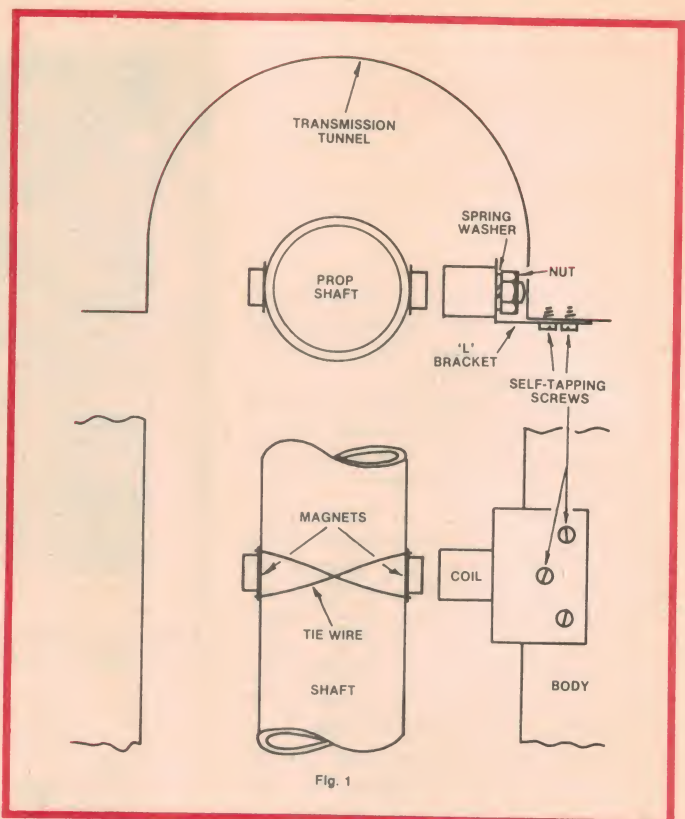 TRANSMISSION
TUNNEL
SPRING
WASHER
NUT
PROP
SHAFT
'L'
BRACKET
SELF-TAPPING
SCREWS
MAGNETS
COIL
TIE WIRE
SHAFT
BODY
Fig. 1